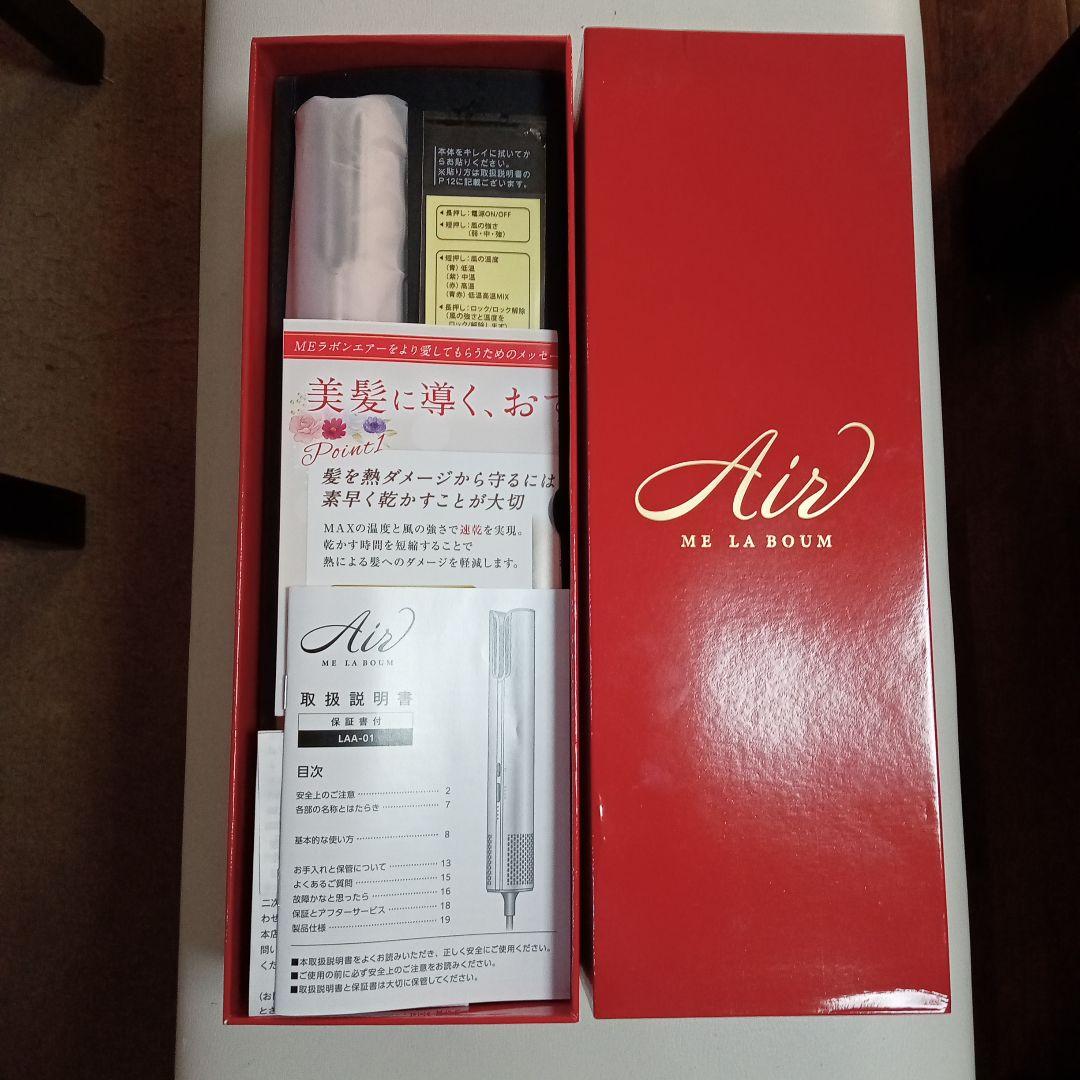 本体をキレイに拭いてか
らお貼りください。
※貼り方は取扱説明書の
P12に記載ございます。
◀長押し:電源ON/OFF
◀短押し:風の強さ
(弱・中・強)
◀短押し:風の温度
(青)低温
(紫)中温
(赤)高温
(青赤)低温高温MIX
◀長押し:ロック/ロック解除
(風の強さと温度を
ロック/解除します)
MEラボンエアーをより愛してもらうためのメッセー
美髪に導く、お
Point1
髪を熱ダメージから守るには
素早く乾かすことが大切
MAXの温度と風の強さで速乾を実現。
乾かす時間を短縮することで
熱による髪へのダメージを軽減します。
Air
ME LA BOUM
取扱説明書
保証書付
LAA-01
目次
安全上のご注意 2
各部の名称とはたらき 7
基本的な使い方 8
お手入れと保管について 13
よくあるご質問 15
故障かなと思ったら 16
保証とアフターサービス 18
製品仕様 19
■本取扱説明書をよくお読みいただき、正しく安全にご使用ください。
■ご使用の前に必ず安全上のご注意をお読みください。
■取扱説明書と保証書は大切に保管してください。
二次
わせ
本店
問い
くだ
(お
とさ
Air
ME LA BOUM